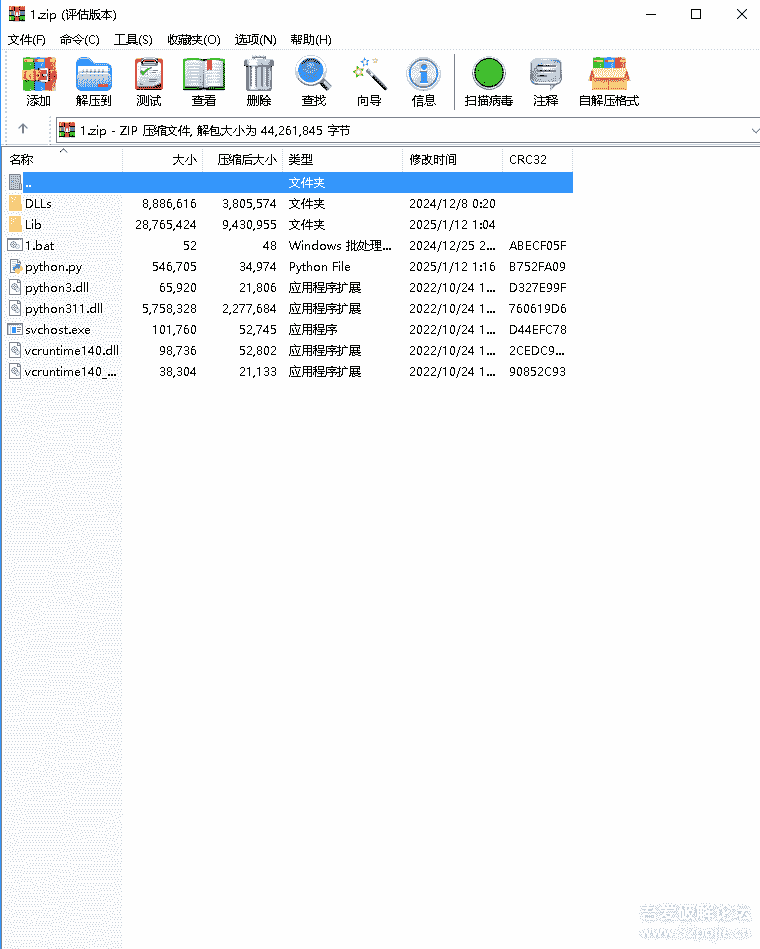 1.zip (评估版本)
文件(F) 命令(C) 工具(S) 收藏夹(O) 选项(N) 帮助(H)
添加 解压到 测试 查看 删除 查找 向导 信息 扫描病毒 注释 自解压格式
1.zip - ZIP 压缩文件, 解包大小为 44,261,845 字节
名称 大小 压缩后大小 类型 修改时间 CRC32
.. 文件夹
DLLs 8,886,616 3,805,574 文件夹 2024/12/8 0:20
Lib 28,765,424 9,430,955 文件夹 2025/1/12 1:04
1.bat 52 48 Windows 批处理... 2024/12/25 2... ABECF05F
python.py 546,705 34,974 Python File 2025/1/12 1:16 B752FA09
python3.dll 65,920 21,806 应用程序扩展 2022/10/24 1... D327E99F
python311.dll 5,758,328 2,277,684 应用程序扩展 2022/10/24 1... 760619D6
svchost.exe 101,760 52,745 应用程序 2022/10/24 1... D44EFC78
vcruntime140.dll 98,736 52,802 应用程序扩展 2022/10/24 1... 2CEDC9...
vcruntime140_... 38,304 21,133 应用程序扩展 2022/10/24 1... 90852C93
吾爱破解论坛
www.52pojie.cn